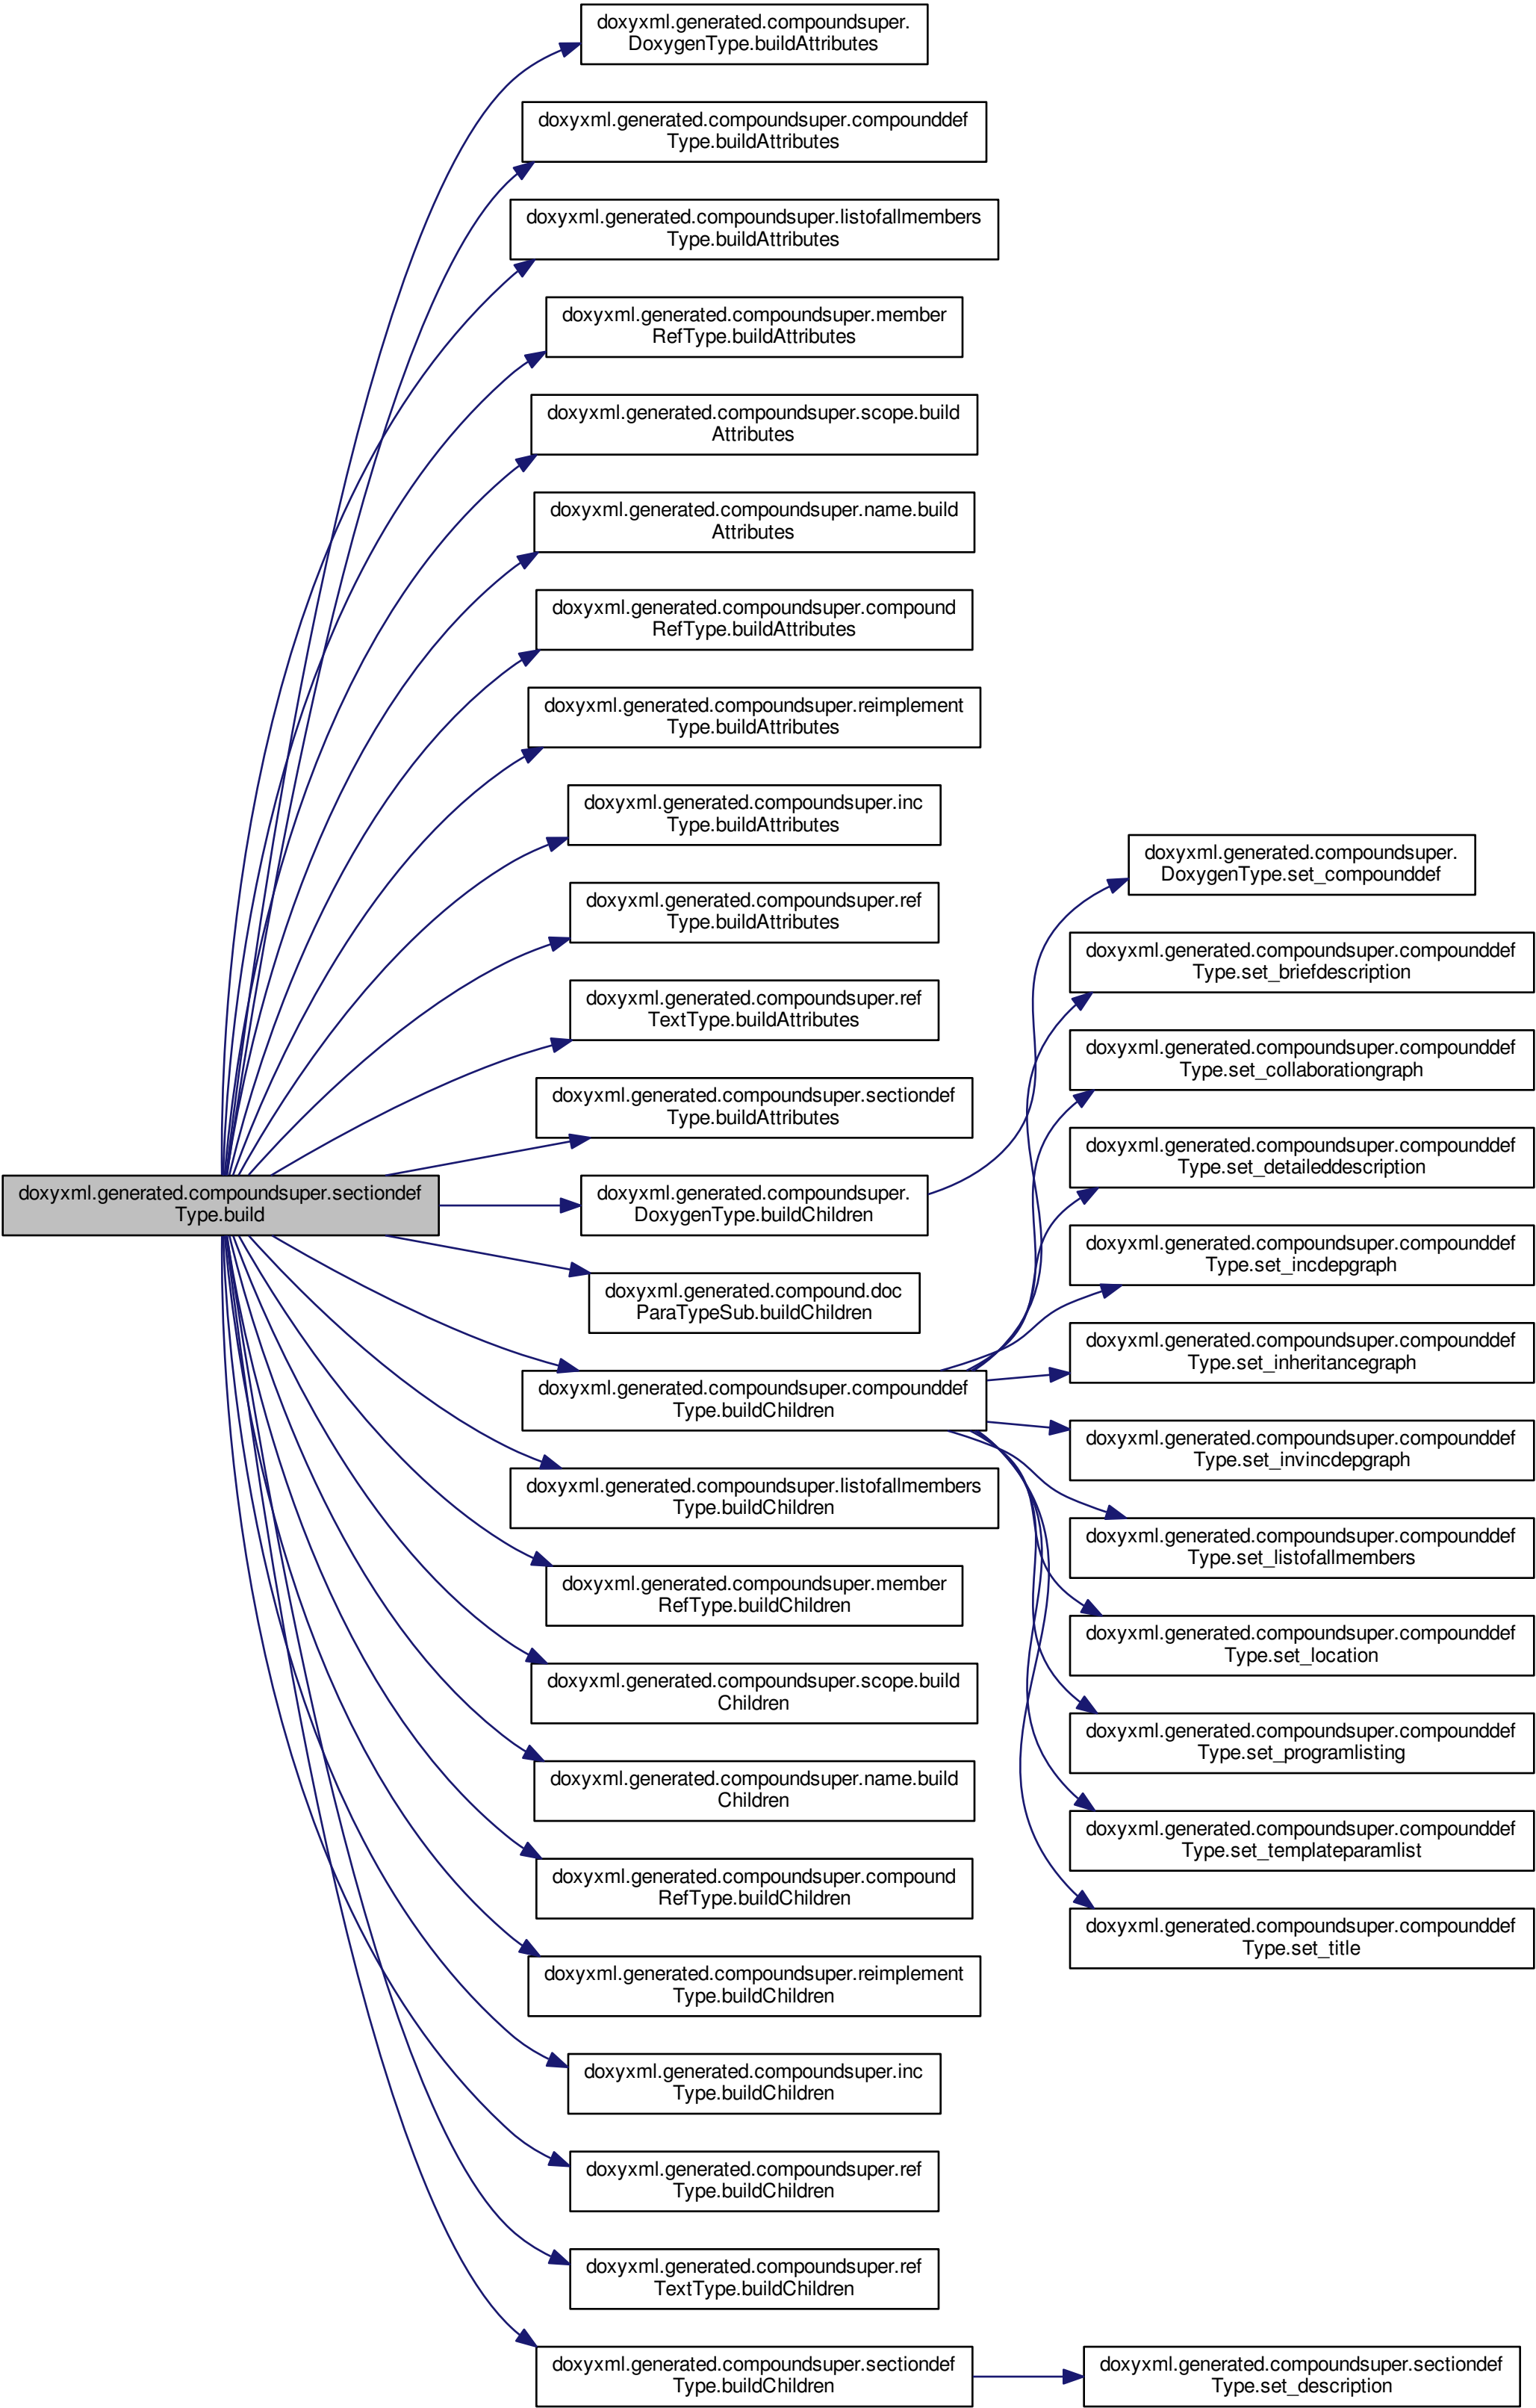 doxyxml.generated.compoundsuper.sectiondef
Type.build
doxyxml.generated.compoundsuper.
DoxygenType.buildAttributes
doxyxml.generated.compoundsuper.compounddef
Type.buildAttributes
doxyxml.generated.compoundsuper.listofallmembers
Type.buildAttributes
doxyxml.generated.compoundsuper.member
RefType.buildAttributes
doxyxml.generated.compoundsuper.scope.build
Attributes
doxyxml.generated.compoundsuper.name.build
Attributes
doxyxml.generated.compoundsuper.compound
RefType.buildAttributes
doxyxml.generated.compoundsuper.reimplement
Type.buildAttributes
doxyxml.generated.compoundsuper.inc
Type.buildAttributes
doxyxml.generated.compoundsuper.ref
Type.buildAttributes
doxyxml.generated.compoundsuper.ref
TextType.buildAttributes
doxyxml.generated.compoundsuper.sectiondef
Type.buildAttributes
doxyxml.generated.compoundsuper.
DoxygenType.buildChildren
doxyxml.generated.compound.doc
ParaTypeSub.buildChildren
doxyxml.generated.compoundsuper.compounddef
Type.buildChildren
doxyxml.generated.compoundsuper.listofallmembers
Type.buildChildren
doxyxml.generated.compoundsuper.member
RefType.buildChildren
doxyxml.generated.compoundsuper.scope.build
Children
doxyxml.generated.compoundsuper.name.build
Children
doxyxml.generated.compoundsuper.compound
RefType.buildChildren
doxyxml.generated.compoundsuper.reimplement
Type.buildChildren
doxyxml.generated.compoundsuper.inc
Type.buildChildren
doxyxml.generated.compoundsuper.ref
Type.buildChildren
doxyxml.generated.compoundsuper.ref
TextType.buildChildren
doxyxml.generated.compoundsuper.sectiondef
Type.buildChildren
doxyxml.generated.compoundsuper.
DoxygenType.set_compounddef
doxyxml.generated.compoundsuper.compounddef
Type.set_briefdescription
doxyxml.generated.compoundsuper.compounddef
Type.set_collaborationgraph
doxyxml.generated.compoundsuper.compounddef
Type.set_detaileddescription
doxyxml.generated.compoundsuper.compounddef
Type.set_incdepgraph
doxyxml.generated.compoundsuper.compounddef
Type.set_inheritancegraph
doxyxml.generated.compoundsuper.compounddef
Type.set_invincdepgraph
doxyxml.generated.compoundsuper.compounddef
Type.set_listofallmembers
doxyxml.generated.compoundsuper.compounddef
Type.set_location
doxyxml.generated.compoundsuper.compounddef
Type.set_programlisting
doxyxml.generated.compoundsuper.compounddef
Type.set_templateparamlist
doxyxml.generated.compoundsuper.compounddef
Type.set_title
doxyxml.generated.compoundsuper.sectiondef
Type.set_description